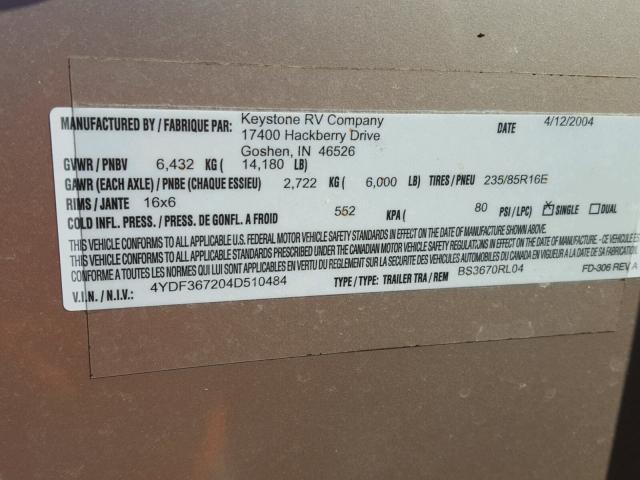 MANUFACTURED BY / FABRIQUE PAR: Keystone RV Company DATE 4/12/2004
17400 Hackberry Drive
Goshen, IN 46526
GVWR / PNBV 6,432 KG ( 14,180 LB)
GAWR (EACH AXLE) / PNBE (CHAQUE ESSIEU) 2,722 KG ( 6,000 LB) TIRES / PNEU 235/85R16E
RIMS / JANTE 16x6
COLD INFL. PRESS. / PRESS. DE GONFL. A FROID 552 KPA ( 80 PSI / LPC) X SINGLE DUAL
THIS VEHICLE CONFORMS TO ALL APPLICABLE U.S. FEDERAL MOTOR VEHICLE SAFETY STANDARDS IN EFFECT ON THE DATE OF MANUFACTURE SHOWN ABOVE.
THIS VEHICLE CONFORMS TO ALL APPLICABLE STANDARDS PRESCRIBED UNDER THE CANADIAN MOTOR VEHICLE SAFETY REGULATIONS IN EFFECT ON THE DATE OF MANUFACTURE - CE VEHICULE EST
CONFORME A TOUTES LES NORMES QUI LUI SONT APPLICABLES EN VERTU DU REGLEMENT SUR LA SECURITE DES VEHICULES AUTOMOBILES DU CANADA EN VIGUEUR A LA DATE DE SA FABRICATION
V.I.N. / N.I.V.: 4YDF367204D510484 TYPE / TYPE: TRAILER TRA / REM BS3670RL04 FD-306 REV A